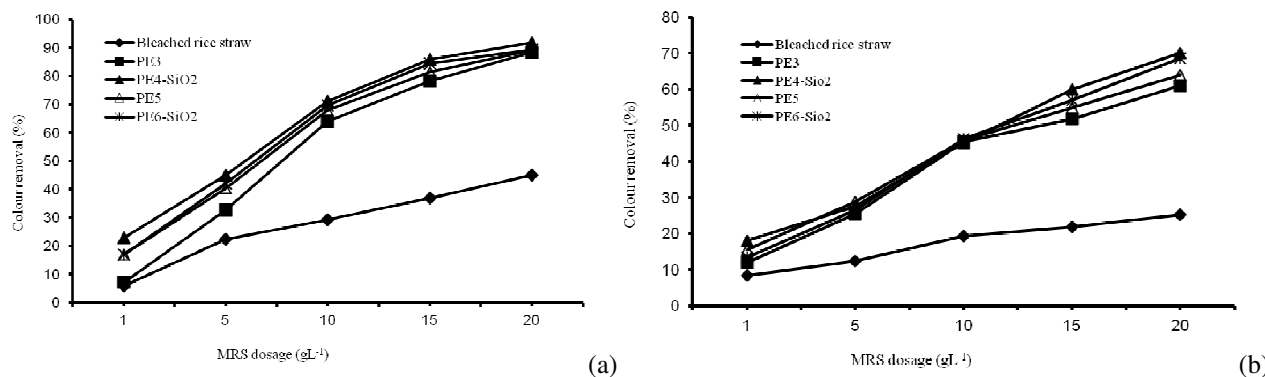 100
90
80
70
60
50
40
30
20
10
0
Colour removal (%)
Bleached rice straw
PE3
PE4-SiO2
PE5
PE6-SiO2
1 5 10 15 20
MRS dosage (gL⁻¹)
(a)
80
70
60
50
40
30
20
10
0
Colour removal (%)
Bleached rice straw
PE3
PE4-Sio2
PE5
PE6-Sio2
1 5 10 15 20
MRS dosage (gL⁻¹)
(b)